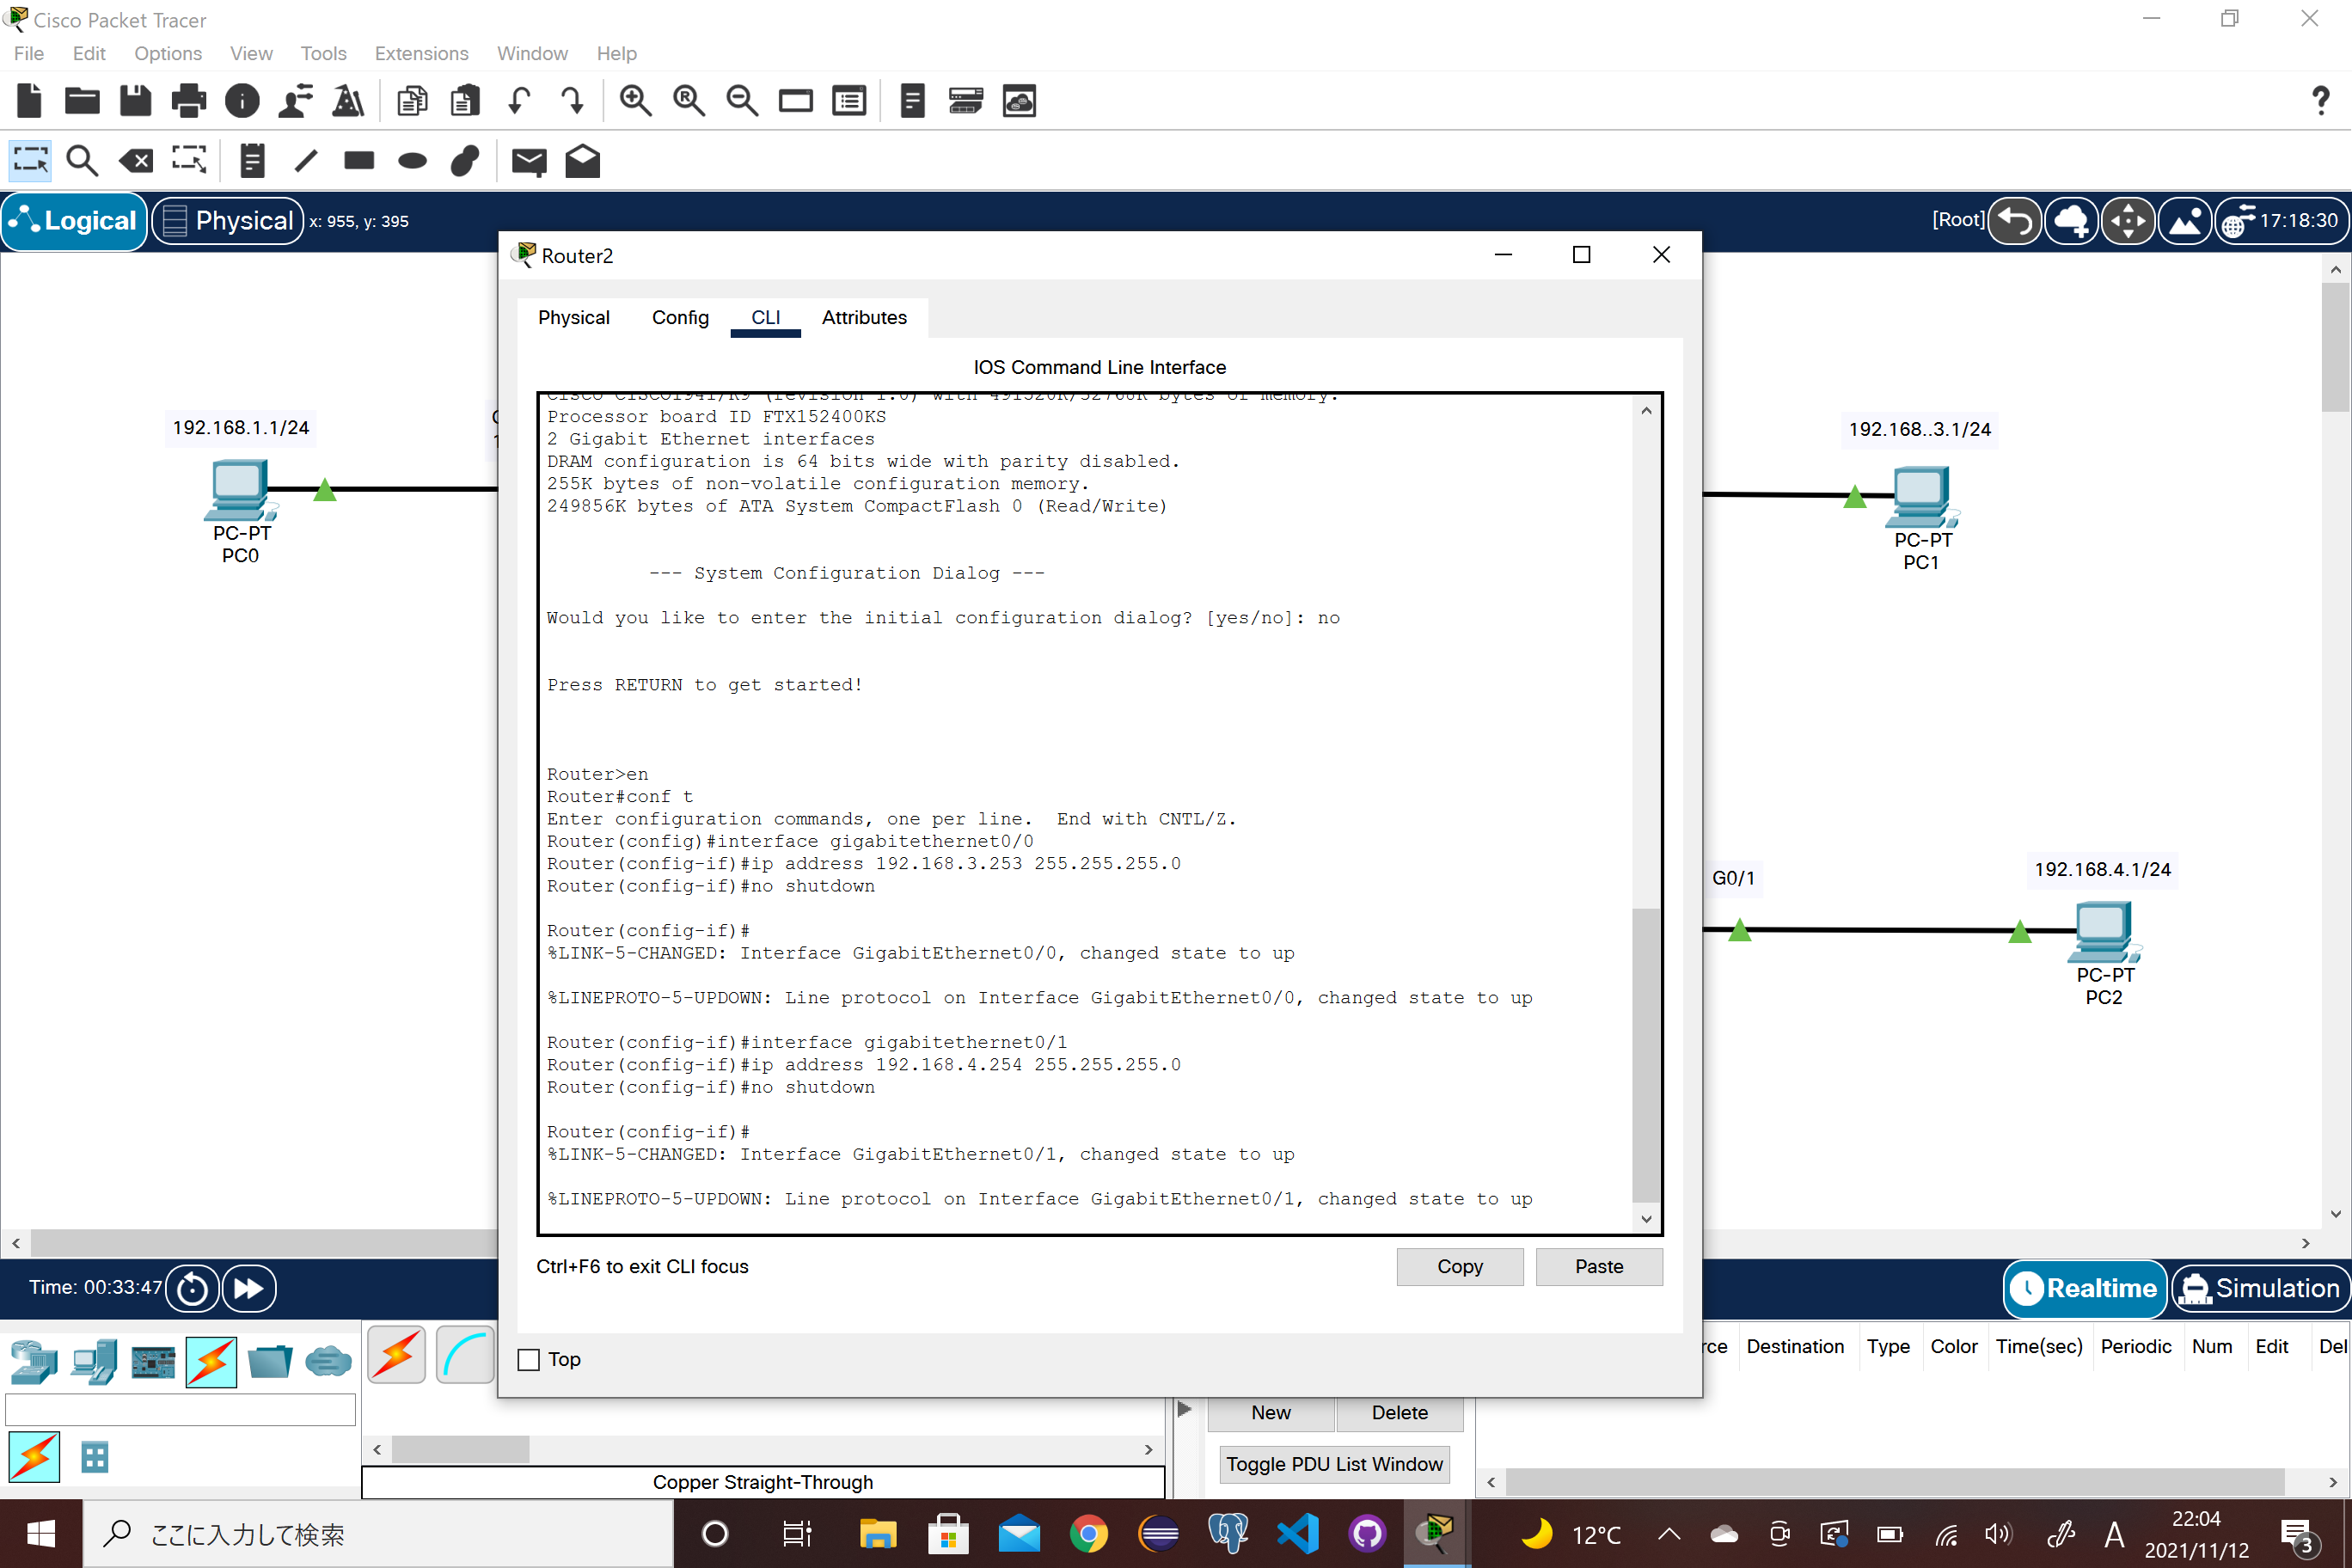 Cisco Packet Tracer
File Edit Options View Tools Extensions Window Help
Logical Physical x: 955, y: 395 [Root] 17:18:30
Router2
Physical Config CLI Attributes
IOS Command Line Interface
Cisco CISCO1941/K9 (revision 1.0) with 491520K/32768K bytes of memory.
Processor board ID FTX152400KS
2 Gigabit Ethernet interfaces
DRAM configuration is 64 bits wide with parity disabled.
255K bytes of non-volatile configuration memory.
249856K bytes of ATA System CompactFlash 0 (Read/Write)
--- System Configuration Dialog ---
Would you like to enter the initial configuration dialog? [yes/no]: no
Press RETURN to get started!
Router>en
Router#conf t
Enter configuration commands, one per line.  End with CNTL/Z.
Router(config)#interface gigabitethernet0/0
Router(config-if)#ip address 192.168.3.253 255.255.255.0
Router(config-if)#no shutdown
Router(config-if)#
%LINK-5-CHANGED: Interface GigabitEthernet0/0, changed state to up
%LINEPROTO-5-UPDOWN: Line protocol on Interface GigabitEthernet0/0, changed state to up
Router(config-if)#interface gigabitethernet0/1
Router(config-if)#ip address 192.168.4.254 255.255.255.0
Router(config-if)#no shutdown
Router(config-if)#
%LINK-5-CHANGED: Interface GigabitEthernet0/1, changed state to up
%LINEPROTO-5-UPDOWN: Line protocol on Interface GigabitEthernet0/1, changed state to up
Ctrl+F6 to exit CLI focus
Copy Paste
Top
192.168.1.1/24
PC-PT
PC0
192.168..3.1/24
PC-PT
PC1
G0/1
192.168.4.1/24
PC-PT
PC2
Time: 00:33:47
Realtime Simulation
rce Destination Type Color Time(sec) Periodic Num Edit Del
New Delete
Toggle PDU List Window
Copper Straight-Through
ここに入力して検索
12°C
A
22:04
2021/11/12
3